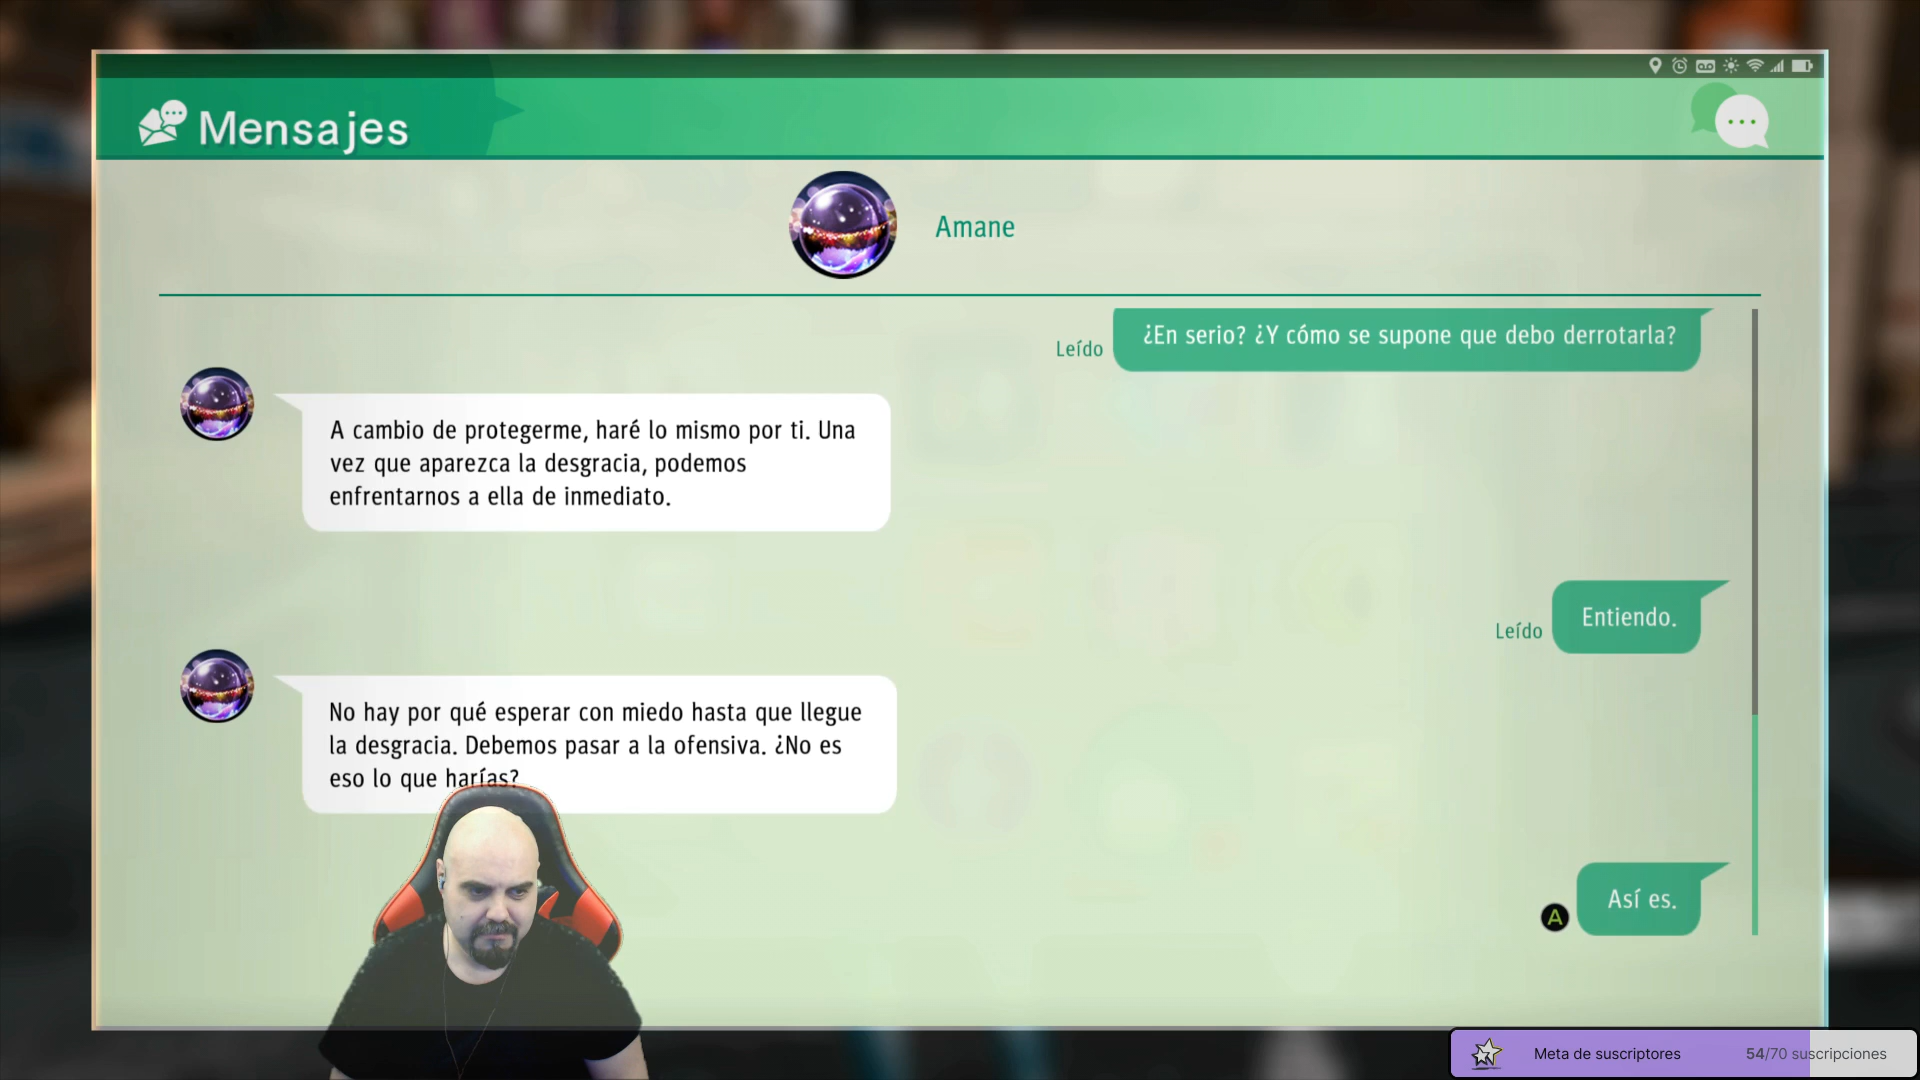 Mensajes
Amane
¿En serio? ¿Y cómo se supone que debo derrotarla?
Leído
A cambio de protegerme, haré lo mismo por ti. Una
vez que aparezca la desgracia, podemos
enfrentarnos a ella de inmediato.
Entiendo.
Leído
No hay por qué esperar con miedo hasta que llegue
la desgracia. Debemos pasar a la ofensiva. ¿No es
eso lo que harías?
Así es.
A
Meta de suscriptores 54/70 suscripciones